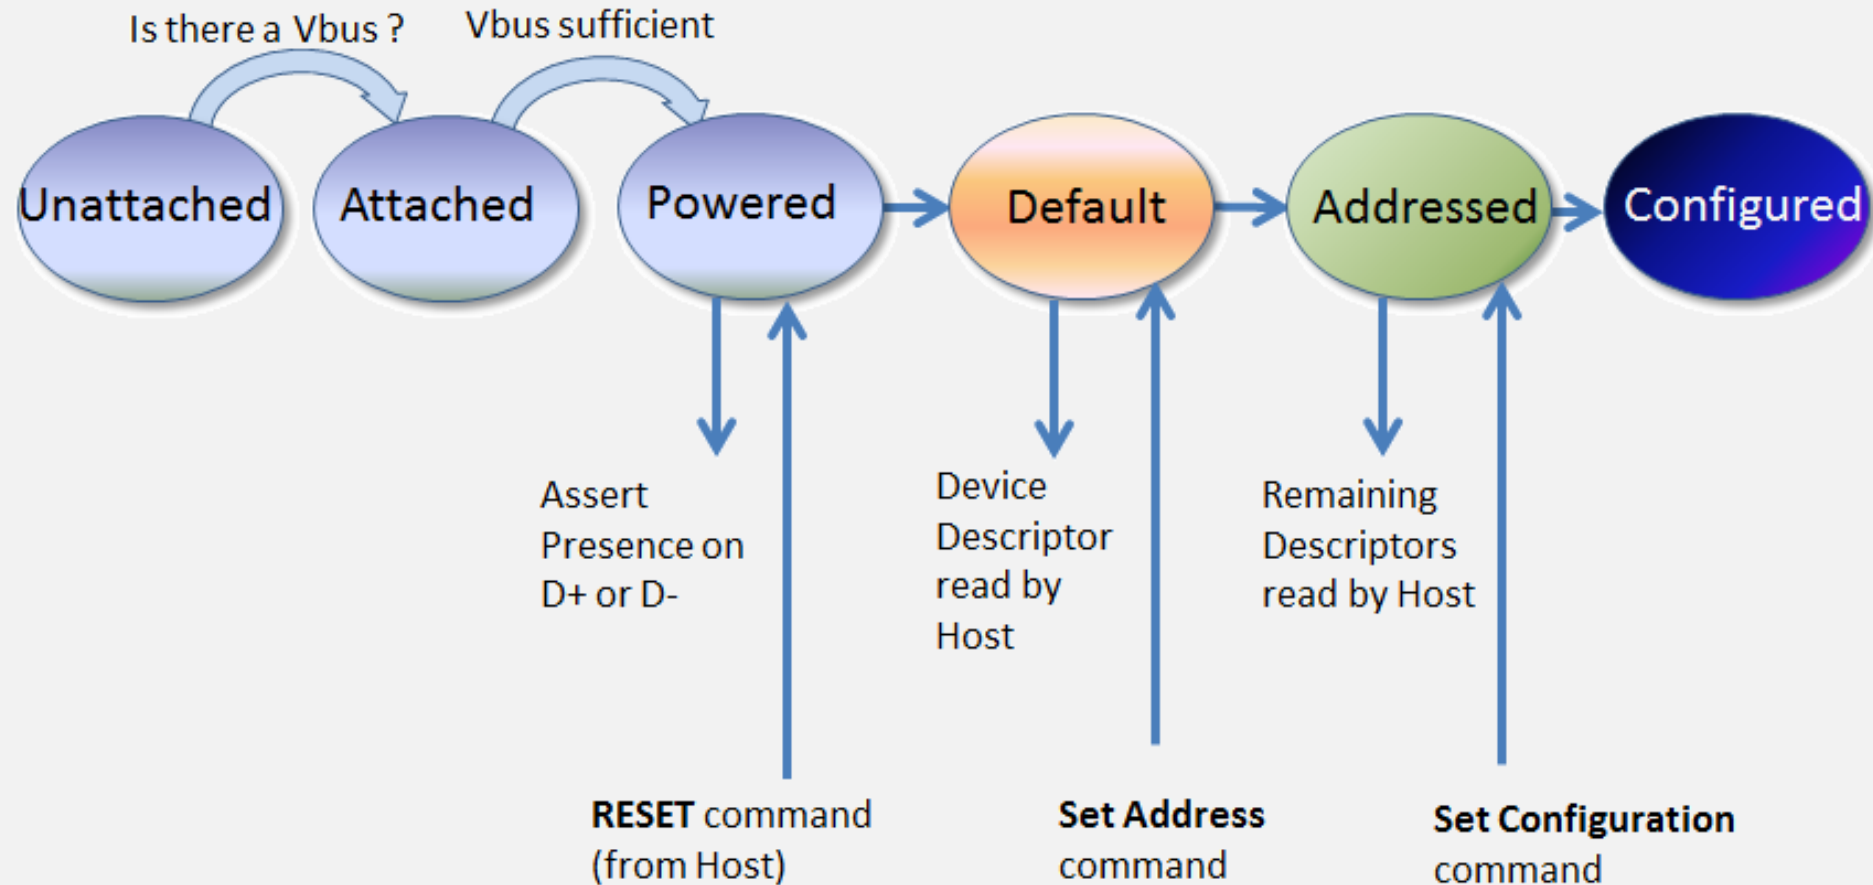 Is there a Vbus ?
Vbus sufficient
Unattached
Attached
Powered
Default
Addressed
Configured
Assert
Presence on
D+ or D-
Device
Descriptor
read by
Host
Remaining
Descriptors
read by Host
RESET command
(from Host)
Set Address
command
Set Configuration
command